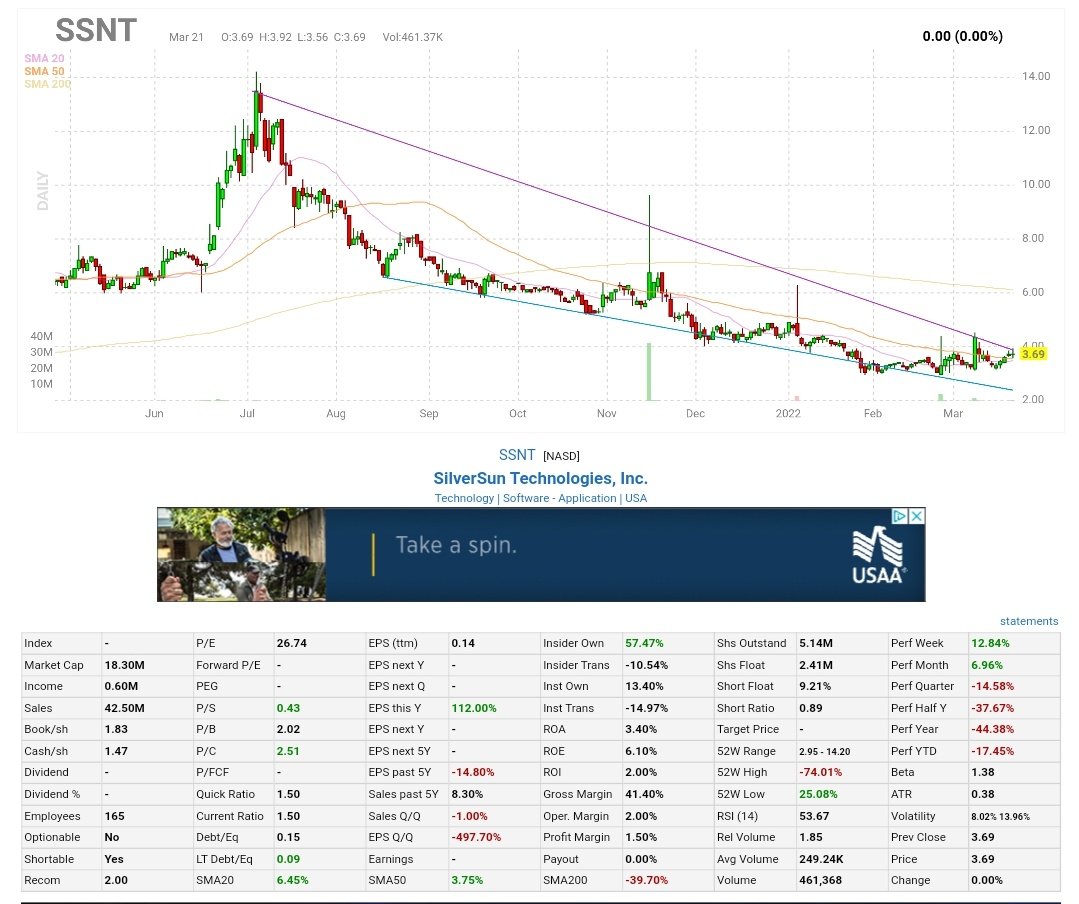 SSNT Mar 21 O:3.69 H:3.92 L:3.56 C:3.69 Vol:461.37K 0.00 (0.00%)
SMA 20
SMA 50
SMA 200
DAILY
14.00
12.00
10.00
8.00
6.00
4.00
3.69
2.00
40M
30M
20M
10M
Jun Jul Aug Sep Oct Nov Dec 2022 Feb Mar
SSNT [NASD]
SilverSun Technologies, Inc.
Technology | Software - Application | USA
Take a spin.
USAA®
statements
Index - P/E 26.74 EPS (ttm) 0.14 Insider Own 57.47% Shs Outstand 5.14M Perf Week 12.84%
Market Cap 18.30M Forward P/E - EPS next Y - Insider Trans -10.54% Shs Float 2.41M Perf Month 6.96%
Income 0.60M PEG - EPS next Q - Inst Own 13.40% Short Float 9.21% Perf Quarter -14.58%
Sales 42.50M P/S 0.43 EPS this Y 112.00% Inst Trans -14.97% Short Ratio 0.89 Perf Half Y -37.67%
Book/sh 1.83 P/B 2.02 EPS next Y - ROA 3.40% Target Price - Perf Year -44.38%
Cash/sh 1.47 P/C 2.51 EPS next 5Y - ROE 6.10% 52W Range 2.95 - 14.20 Perf YTD -17.45%
Dividend - P/FCF - EPS past 5Y -14.80% ROI 2.00% 52W High -74.01% Beta 1.38
Dividend % - Quick Ratio 1.50 Sales past 5Y 8.30% Gross Margin 41.40% 52W Low 25.08% ATR 0.38
Employees 165 Current Ratio 1.50 Sales Q/Q -1.00% Oper. Margin 2.00% RSI (14) 53.67 Volatility 8.02% 13.96%
Optionable No Debt/Eq 0.15 EPS Q/Q -497.70% Profit Margin 1.50% Rel Volume 1.85 Prev Close 3.69
Shortable Yes LT Debt/Eq 0.09 Earnings - Payout 0.00% Avg Volume 249.24K Price 3.69
Recom 2.00 SMA20 6.45% SMA50 3.75% SMA200 -39.70% Volume 461,368 Change 0.00%